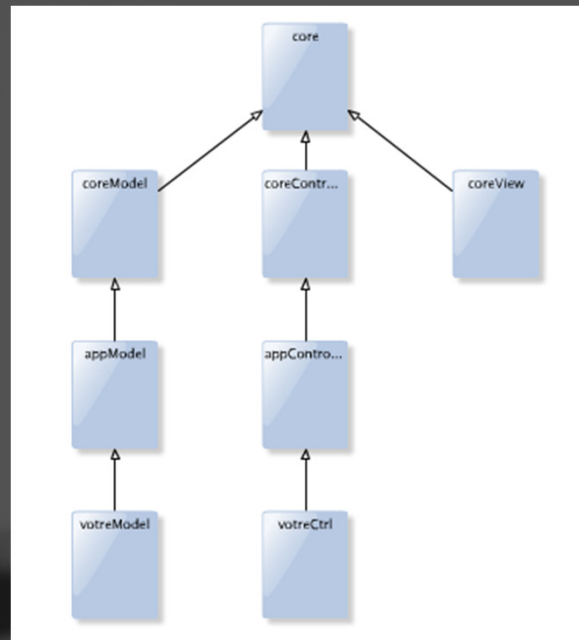 core
coreModel
coreContr...
coreView
appModel
appContro...
votreModel
votreCtrl